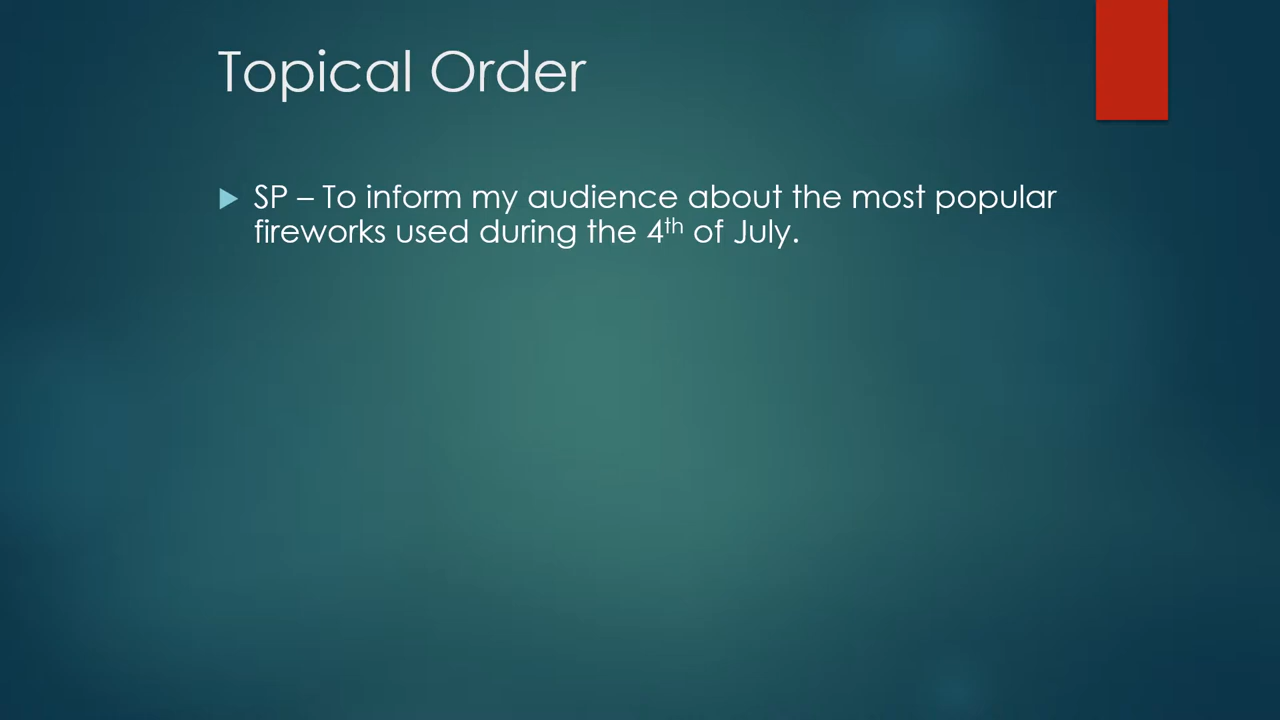 Topical Order
SP – To inform my audience about the most popular
fireworks used during the 4th of July.